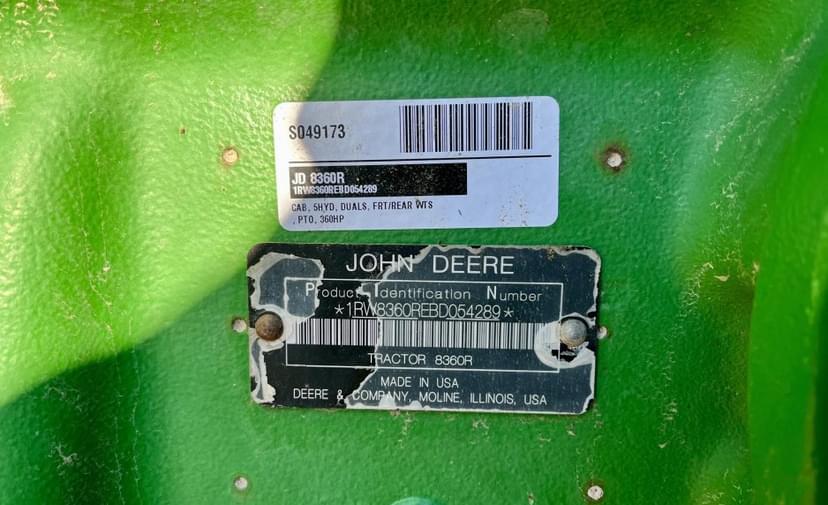 S049173
JD 8360R
1RW8360REBD054289
CAB, 5HYD, DUALS, FRT/REAR WTS
, PTO, 360HP
JOHN DEERE
Product Identification Number
*1RW8360REBD054289*
TRACTOR 8360R
MADE IN USA
DEERE & COMPANY, MOLINE, ILLINOIS, USA